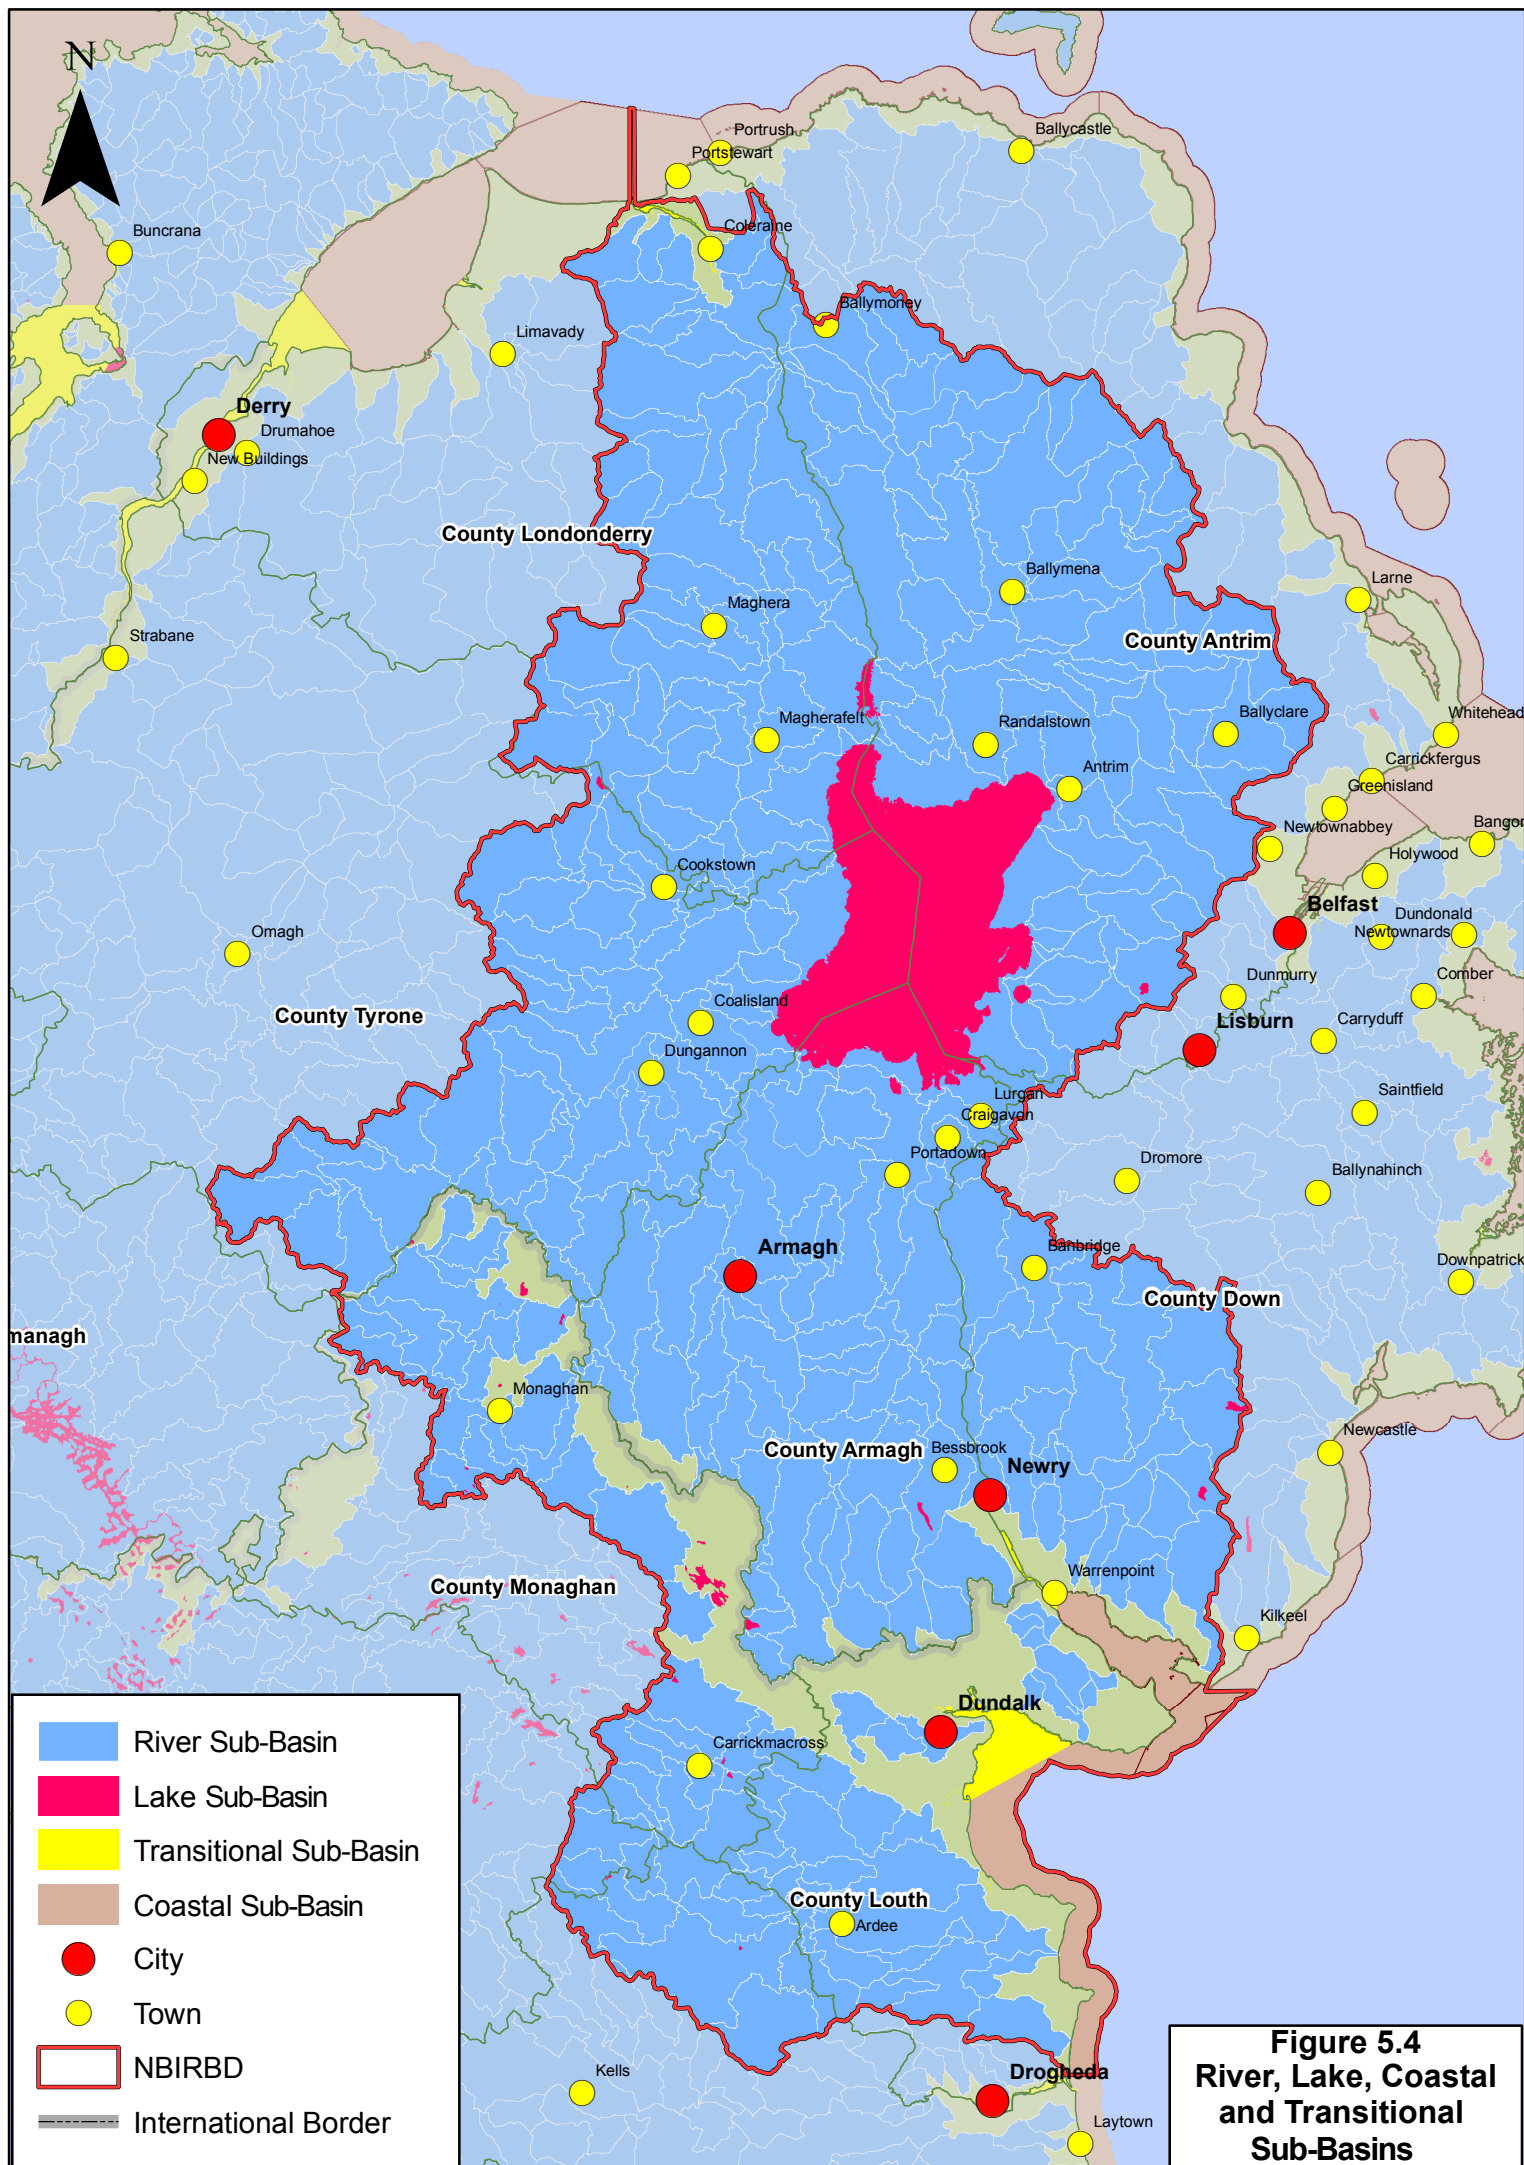 N
Portrush
Ballycastle
Portstewart
Coleraine
Buncrana
Ballymoney
Limavady
Derry
Drumahoe
New Buildings
County Londonderry
Ballymena
Larne
Maghera
Strabane
County Antrim
Magherafelt
Randalstown
Ballyclare
Whitehead
Antrim
Carrickfergus
Greenisland
Newtownabbey
Bangor
Cookstown
Holywood
Belfast
Dundonald
Newtownards
Omagh
Dunmurry
Comber
Coalisland
County Tyrone
Lisburn
Carryduff
Dungannon
Lurgan
Saintfield
Craigavon
Portadown
Dromore
Ballynahinch
Armagh
Banbridge
Downpatrick
County Down
managh
Monaghan
Newcastle
County Armagh
Bessbrook
Newry
County Monaghan
Warrenpoint
Kilkeel
Dundalk
Carrickmacross
County Louth
Ardee
Kells
Drogheda
Laytown
River Sub-Basin
Lake Sub-Basin
Transitional Sub-Basin
Coastal Sub-Basin
City
Town
NBIRBD
International Border
Figure 5.4
River, Lake, Coastal
and Transitional
Sub-Basins